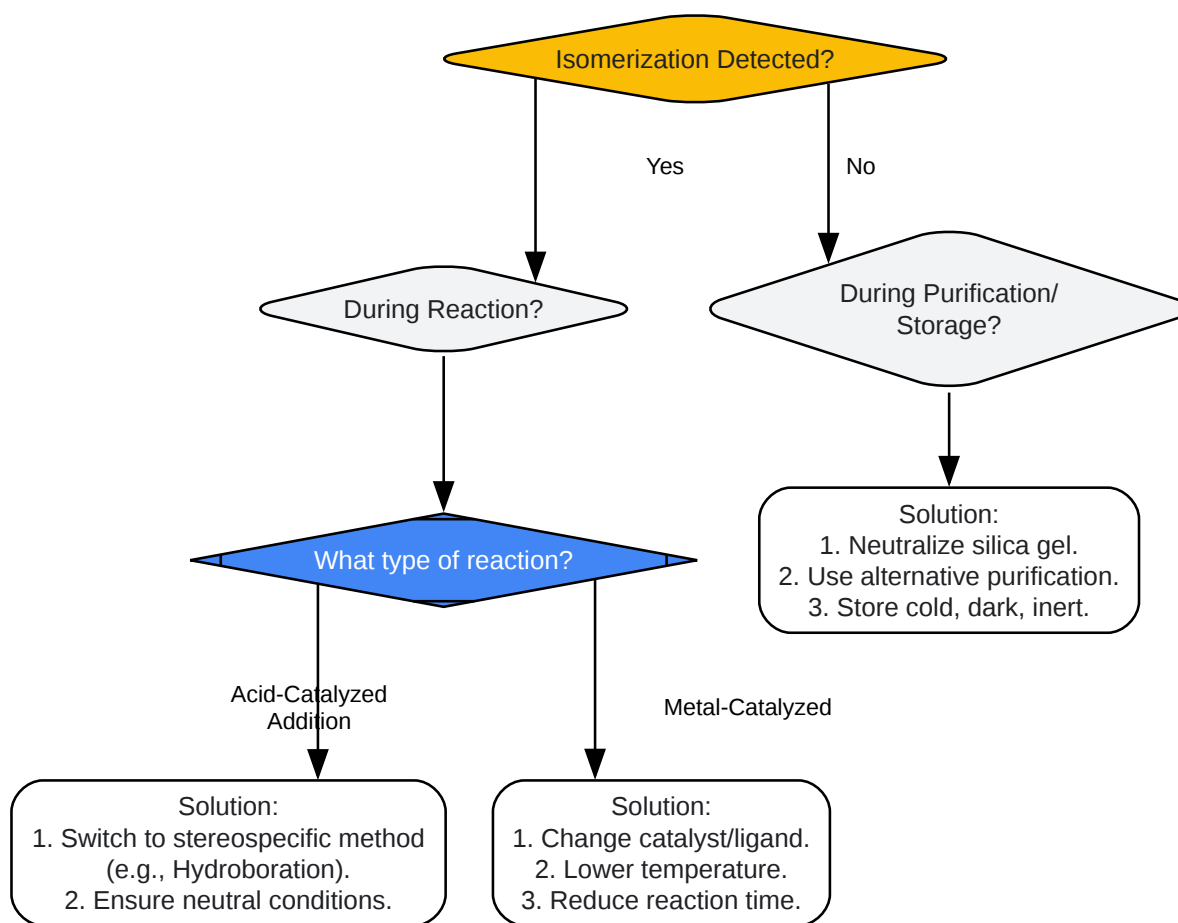 Isomerization Detected?
Yes
No
During Reaction?
During Purification/
Storage?
What type of reaction?
Solution:
1. Neutralize silica gel.
2. Use alternative purification.
3. Store cold, dark, inert.
Acid-Catalyzed
Addition
Metal-Catalyzed
Solution:
1. Switch to stereospecific method
(e.g., Hydroboration).
2. Ensure neutral conditions.
Solution:
1. Change catalyst/ligand.
2. Lower temperature.
3. Reduce reaction time.